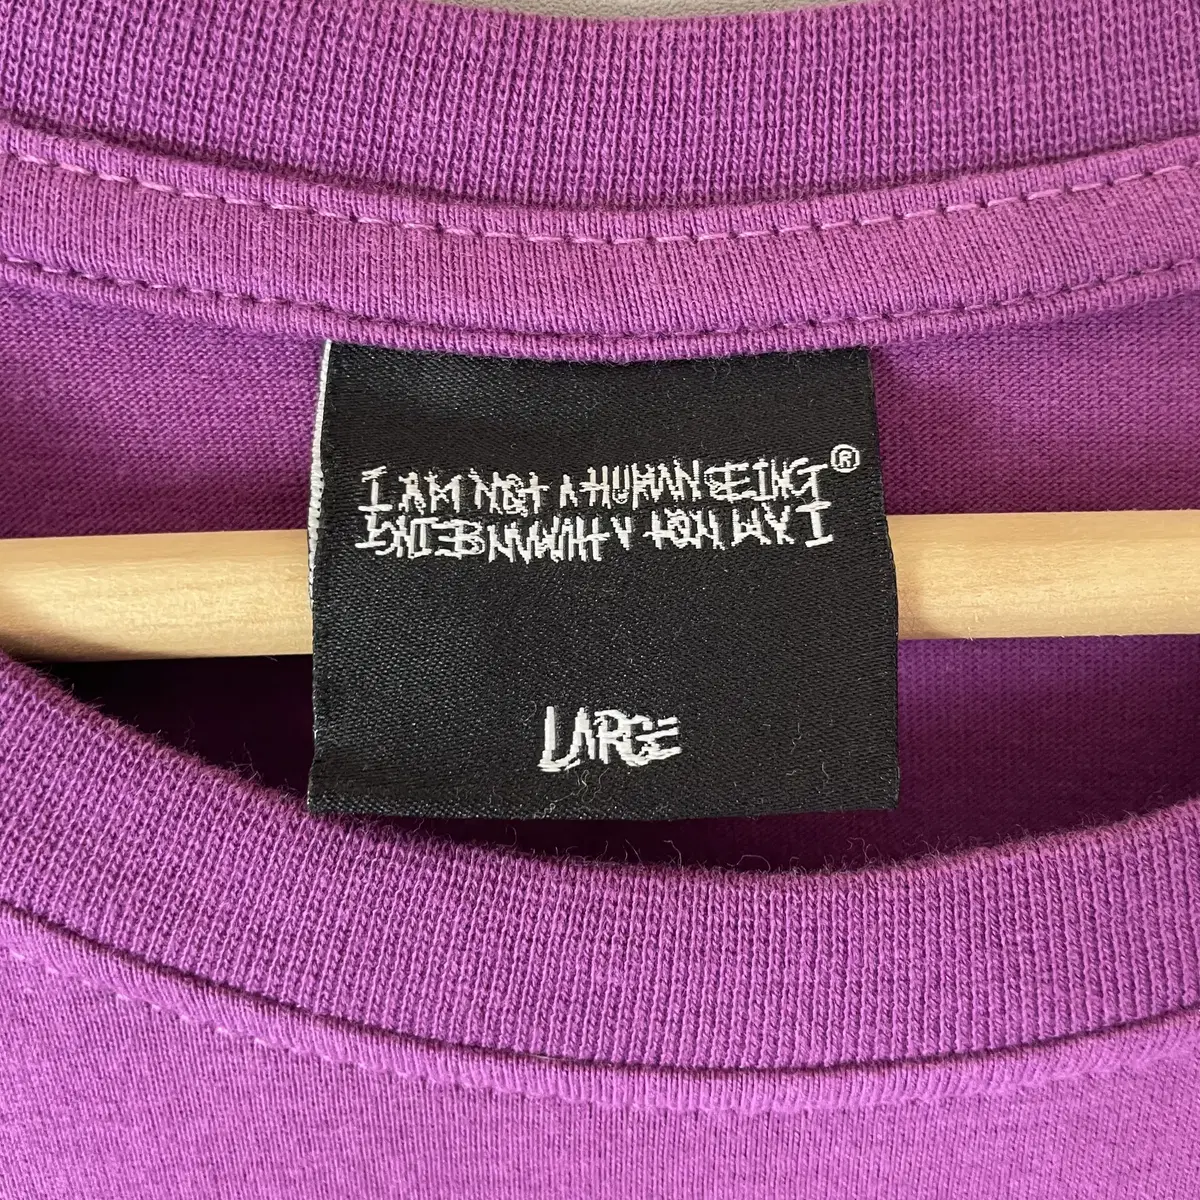 I AM NOT A HUMAN BEING®
I AM NOT A HUMAN BEING
LARGE